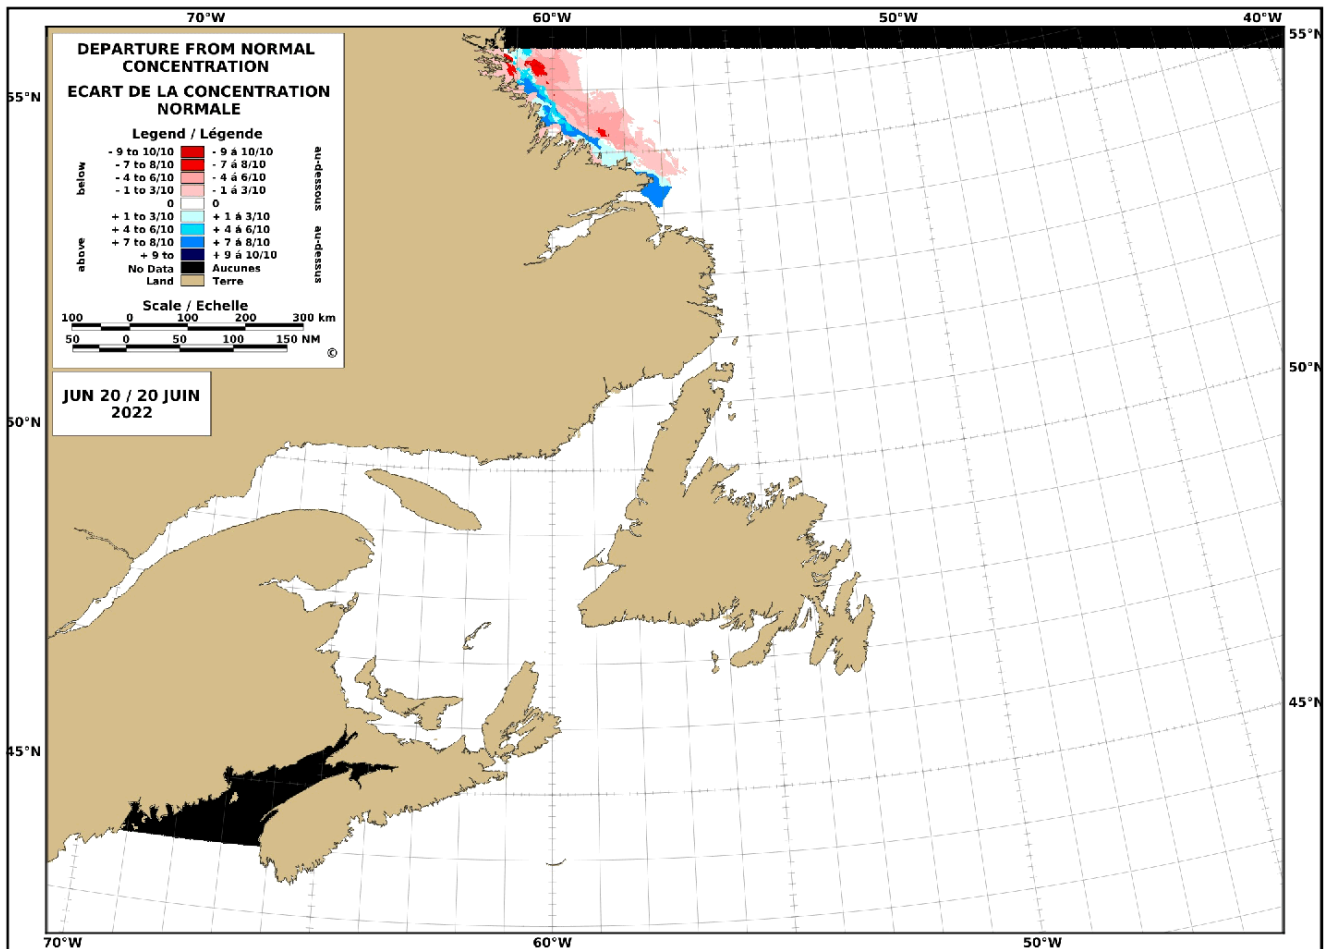 70°W 60°W 50°W 40°W
DEPARTURE FROM NORMAL
CONCENTRATION
ECART DE LA CONCENTRATION
NORMALE
Legend / Légende
- 9 to 10/10 - 9 á 10/10
- 7 to 8/10 - 7 á 8/10
- 4 to 6/10 - 4 á 6/10
- 1 to 3/10 - 1 á 3/10
0 0
+ 1 to 3/10 + 1 á 3/10
+ 4 to 6/10 + 4 á 6/10
+ 7 to 8/10 + 7 á 8/10
+ 9 to + 9 á 10/10
No Data Aucunes
Land Terre
below
above
au-dessous
au-dessus
Scale / Echelle
100 0 100 200 300 km
50 0 50 100 150 NM
©
JUN 20 / 20 JUIN
2022
55°N
50°N
45°N
55°N
50°N
45°N
70°W 60°W 50°W